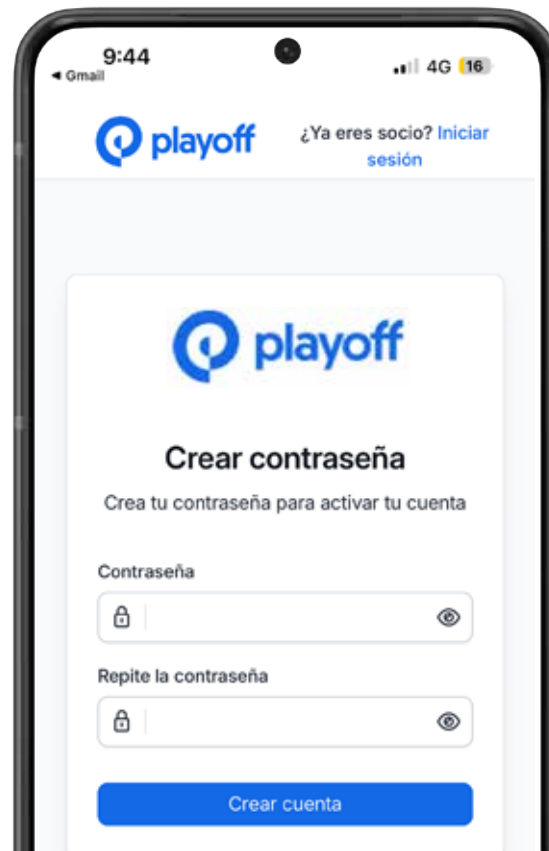 9:44
◀ Gmail
4G 16
playoff
¿Ya eres socio? Iniciar
sesión
playoff
Crear contraseña
Crea tu contraseña para activar tu cuenta
Contraseña
Repite la contraseña
Crear cuenta